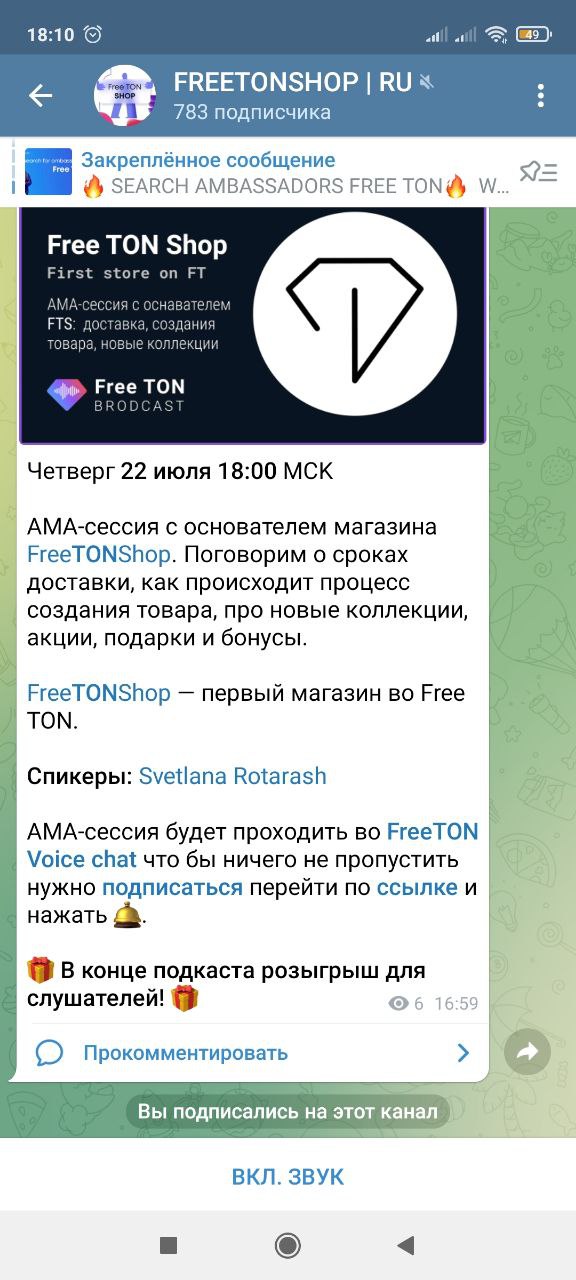 18:10
49
Free TON
SHOP
FREETONSHOP | RU
783 подписчика
Закреплённое сообщение
🔥 SEARCH AMBASSADORS FREE TON🔥 W...
Free
Free TON Shop
First store on FT
АМА-сессия с оснавателем
FTS: доставка, создания
товара, новые коллекции
Free TON
BRODCAST
Четверг 22 июля 18:00 МСК
АМА-сессия с основателем магазина
FreeTONShop. Поговорим о сроках
доставки, как происходит процесс
создания товара, про новые коллекции,
акции, подарки и бонусы.
FreeTONShop — первый магазин во Free
TON.
Спикеры: Svetlana Rotarash
АМА-сессия будет проходить во FreeTON
Voice chat что бы ничего не пропустить
нужно подписаться перейти по ссылке и
нажать 🛎.
🎁 В конце подкаста розыгрыш для
слушателей! 🎁
6 16:59
Прокомментировать
Вы подписались на этот канал
ВКЛ. ЗВУК